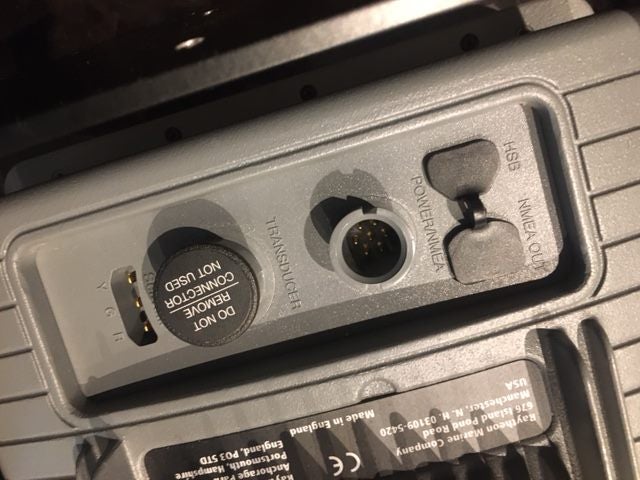 HSB
NMEA OUT
POWER/NMEA
TRANSDUCER
DO NOT
REMOVE
CONNECTOR
NOT USED
Y G R
Raytheon Marine Company
676 Island Pond Road
Manchester, N. H. 03109-5420
USA
Made in England
CE
Anchorage Park
Portsmouth, Hampshire
England, PO3 5TD